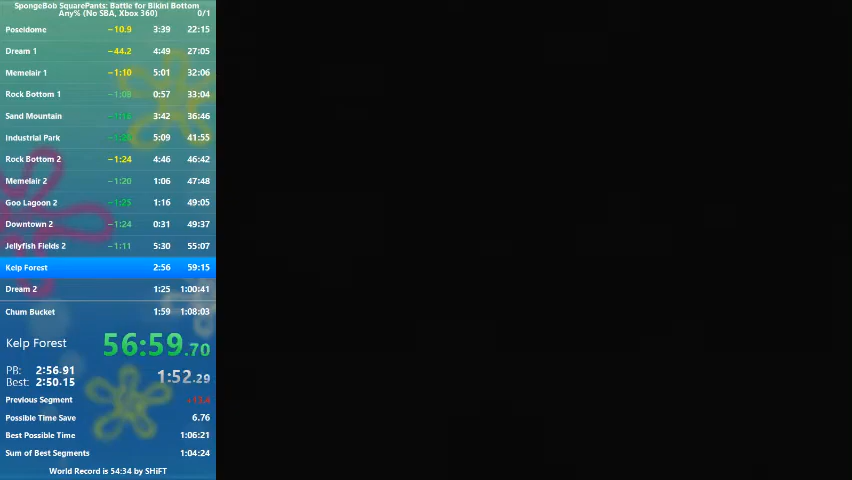 SpongeBob SquarePants: Battle for Bikini Bottom
Any% (No SBA, Xbox 360) 0/1
Poseidome -10.9 3:39 22:15
Dream 1 -44.2 4:49 27:05
Memelair 1 -1:10 5:01 32:06
Rock Bottom 1 -1:09 0:57 33:04
Sand Mountain 3:42 36:46
Industrial Park 5:09 41:55
Rock Bottom 2 -1:24 4:46 46:42
Memelair 2 -1:20 1:06 47:48
Goo Lagoon 2 -1:25 1:16 49:05
Downtown 2 -1:24 0:31 49:37
Jellyfish Fields 2 -1:11 5:30 55:07
Kelp Forest 2:56 59:15
Dream 2 1:25 1:00:41
Chum Bucket 1:59 1:08:03
Kelp Forest 56:59.70
PB: 2:56.91
Best: 2:50.15 1:52.29
Previous Segment +13.4
Possible Time Save 6.76
Best Possible Time 1:06:21
Sum of Best Segments 1:04:24
World Record is 54:34 by SHiFT